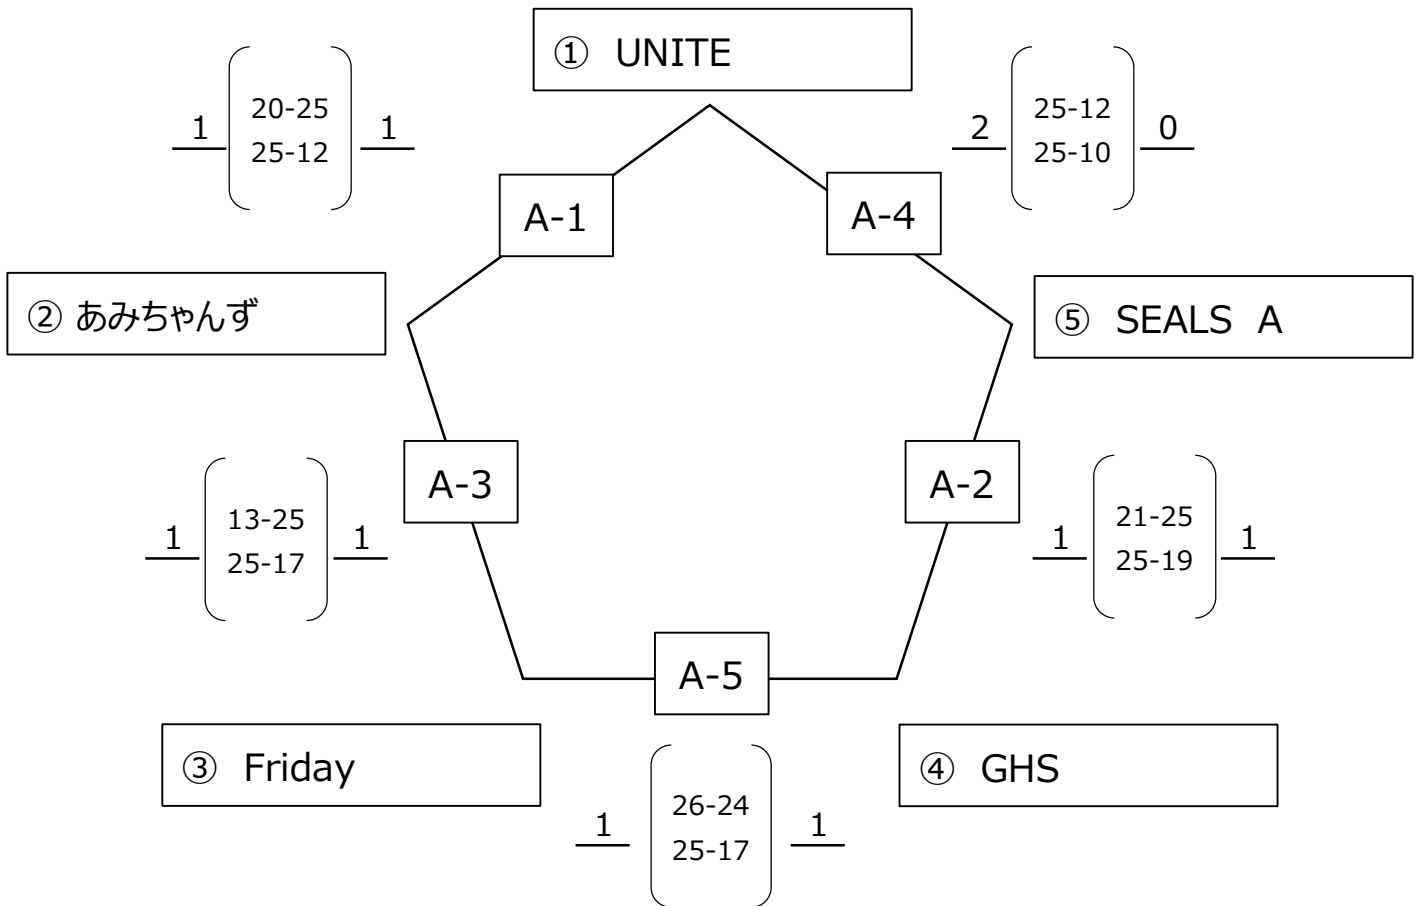 ① UNITE
1
20-25
25-12
1
2
25-12
25-10
0
A-1
A-4
② あみちゃんず
⑤ SEALS A
A-3
A-2
1
13-25
25-17
1
1
21-25
25-19
1
A-5
③ Friday
④ GHS
1
26-24
25-17
1